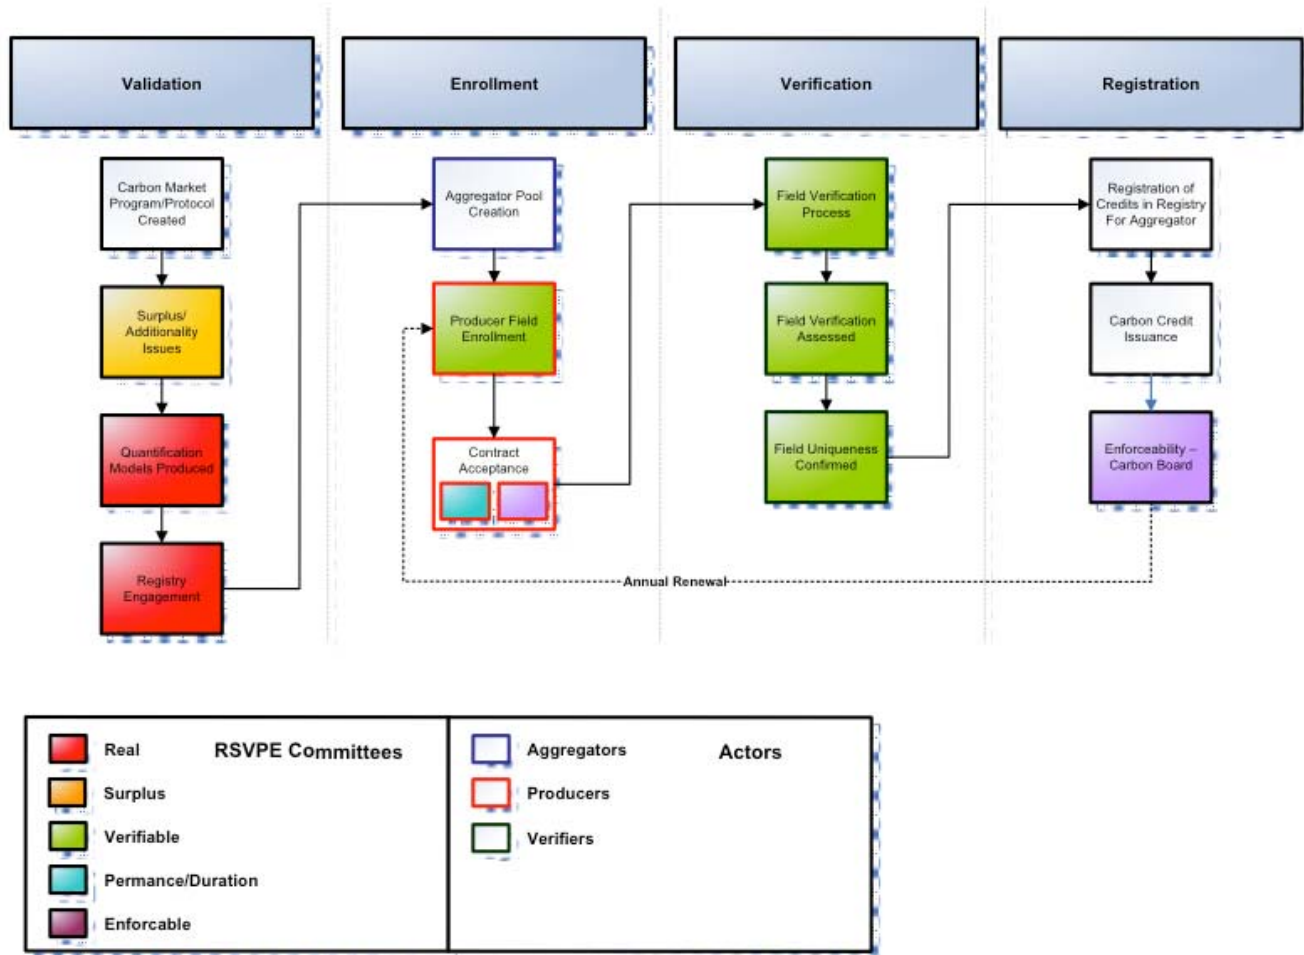 Validation
Enrollment
Verification
Registration
Carbon Market
Program/Protocol
Created
Surplus/
Additionality
Issues
Quantification
Models Produced
Registry
Engagement
Aggregator Pool
Creation
Producer Field
Enrollment
Contract
Acceptance
Field Verification
Process
Field Verification
Assessed
Field Uniqueness
Confirmed
Registration of
Credits in Registry
For Aggregator
Carbon Credit
Issuance
Enforceability –
Carbon Board
Annual Renewal
RSVPE Committees
Real
Surplus
Verifiable
Permance/Duration
Enforcable
Actors
Aggregators
Producers
Verifiers